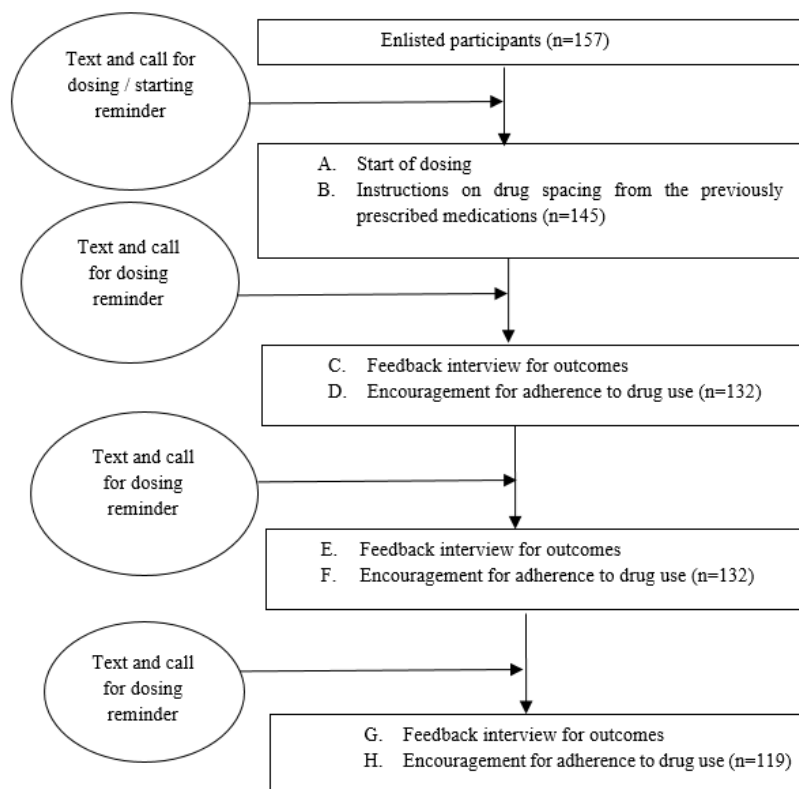 Enlisted participants (n=157)
Text and call for
dosing / starting
reminder
A. Start of dosing
B. Instructions on drug spacing from the previously
prescribed medications (n=145)
Text and call
for dosing
reminder
C. Feedback interview for outcomes
D. Encouragement for adherence to drug use (n=132)
Text and call
for dosing
reminder
E. Feedback interview for outcomes
F. Encouragement for adherence to drug use (n=132)
Text and call
for dosing
reminder
G. Feedback interview for outcomes
H. Encouragement for adherence to drug use (n=119)